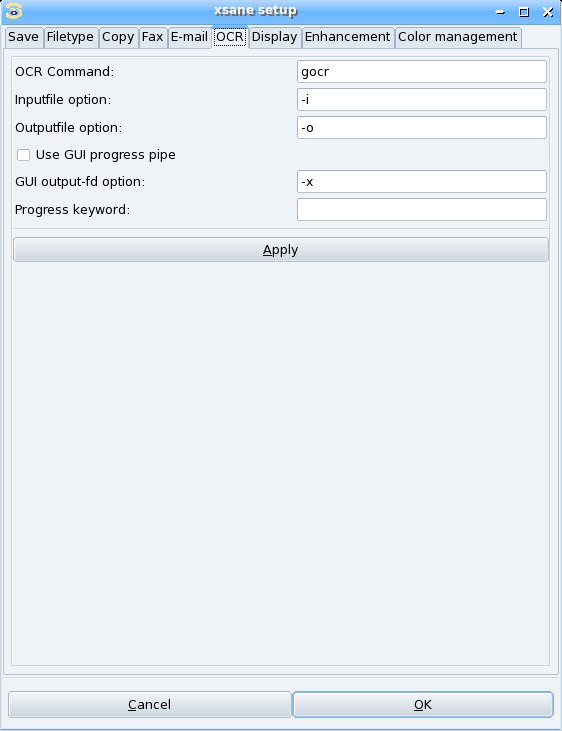 xsane setup
Save Filetype Copy Fax E-mail OCR Display Enhancement Color management
OCR Command: gocr
Inputfile option: -i
Outputfile option: -o
Use GUI progress pipe
GUI output-fd option: -x
Progress keyword:
Apply
Cancel OK